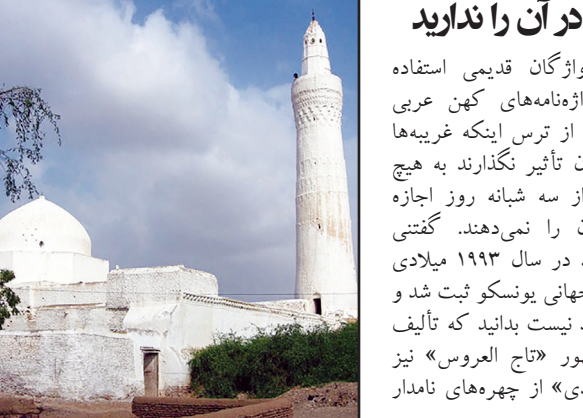 در آن را ندارید
واژگان قدیمی استفاده
اژه‌نامه‌های کهن عربی
از ترس اینکه غریبه‌ها
ن تأثیر نگذارند به هیچ
از سه شبانه روز اجازه
ن را نمی‌دهند. گفتنی
در سال ۱۹۹۳ میلادی
جهانی یونسکو ثبت شد و
نیست بدانید که تألیف
ور «تاج العروس» نیز
دی» از چهره‌های نامدار